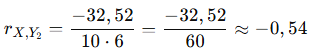 r_{X,Y_2} = \frac{-32,52}{10 \cdot 6} = \frac{-32,52}{60} \approx -0,54